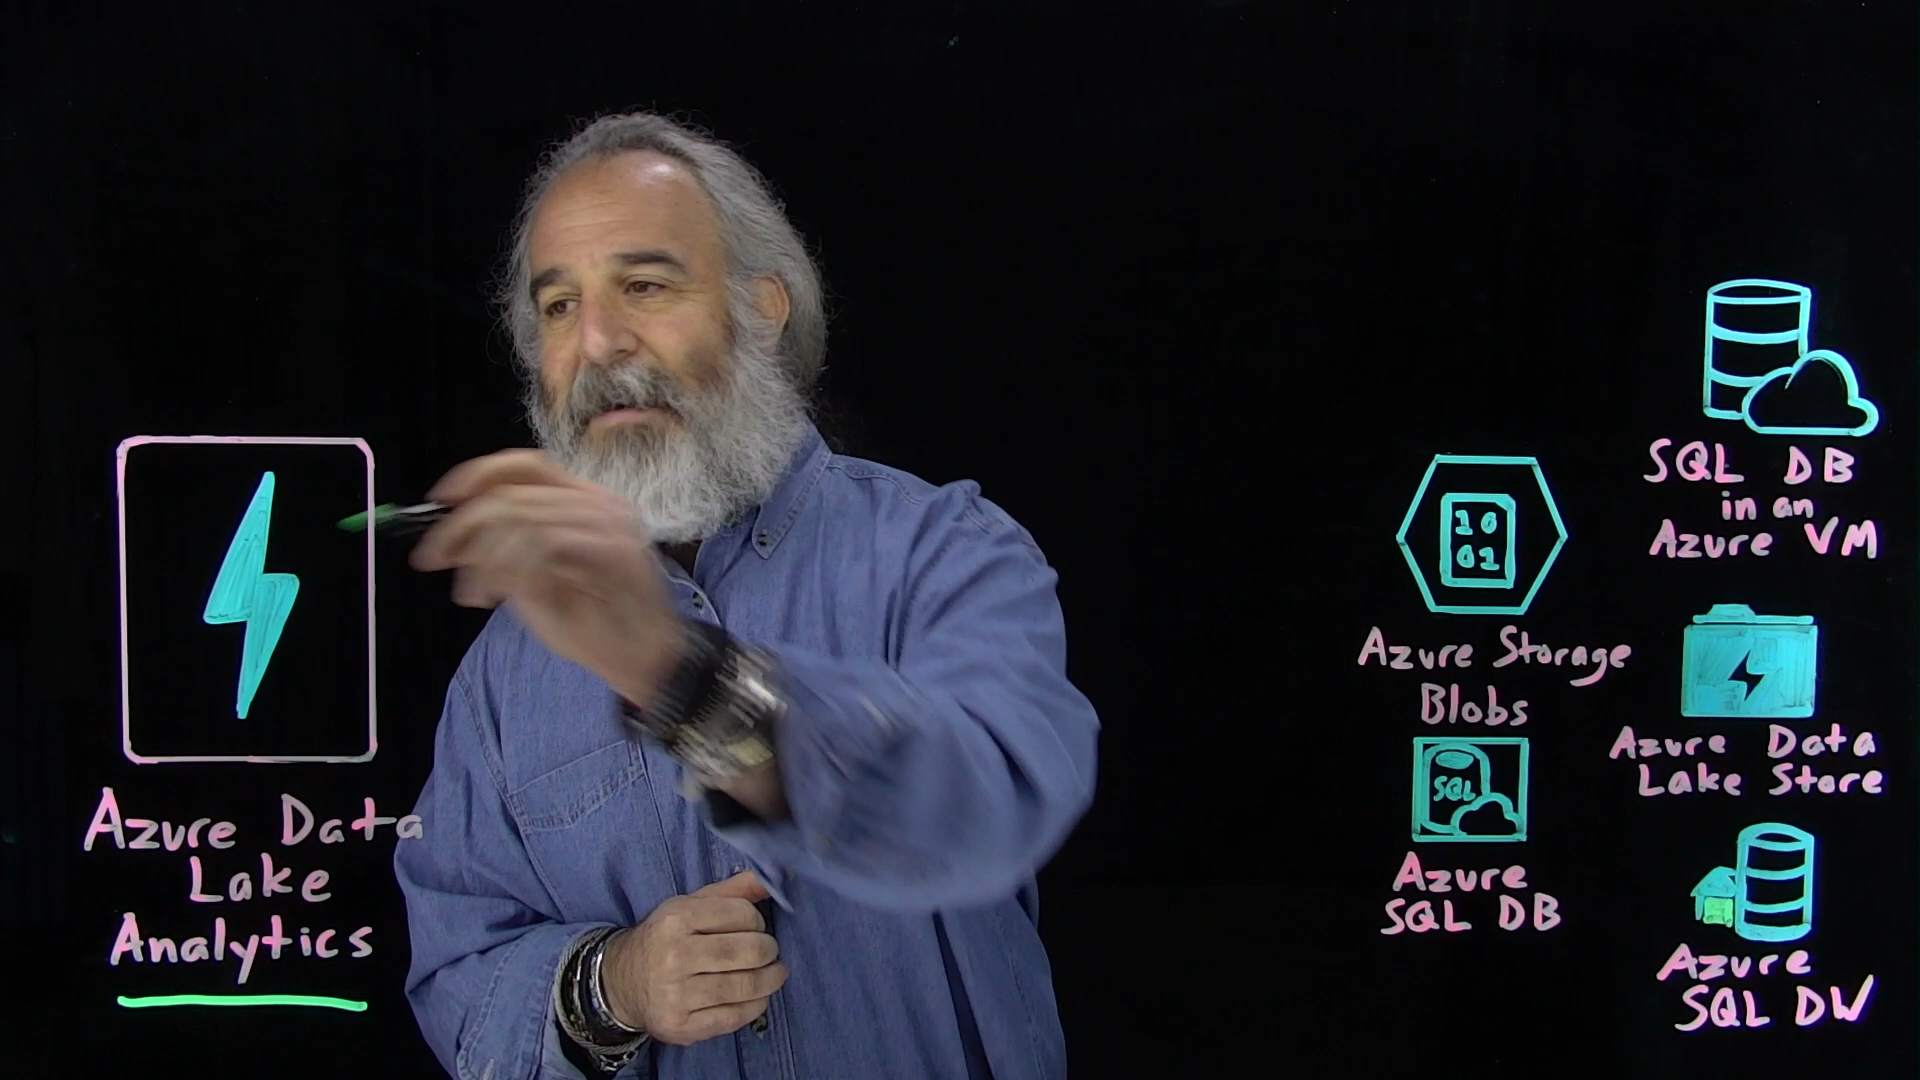 Azure Data
Lake
Analytics
SQL DB
in an
Azure VM
10
01
Azure Storage
Blobs
Azure Data
Lake Store
SQL
Azure
SQL DB
Azure
SQL DW